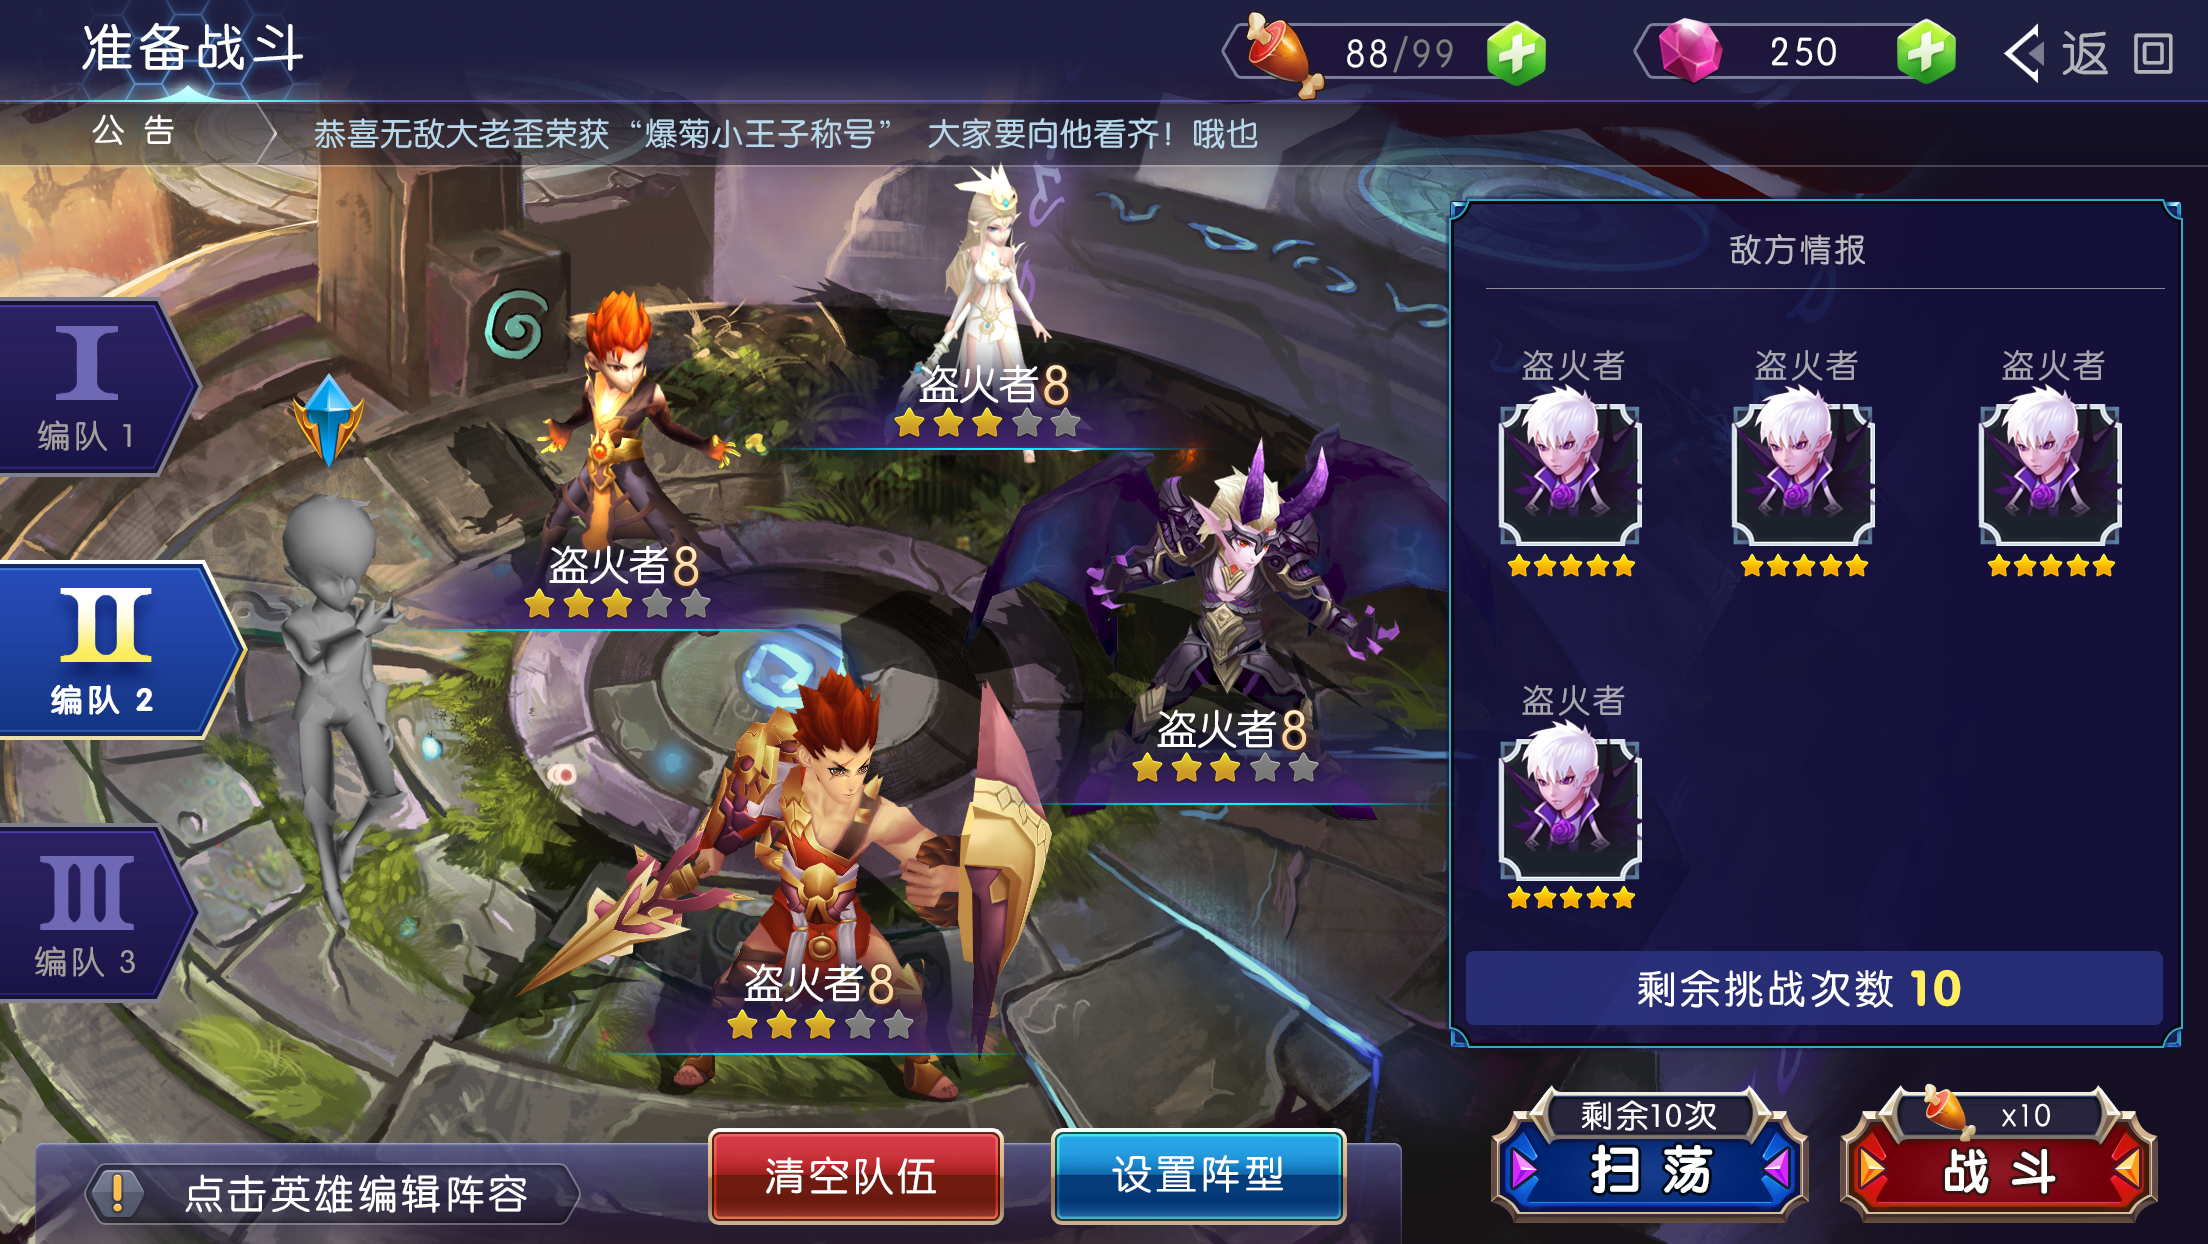 准备战斗
88/99
250
返回
公告
恭喜无敌大老歪荣获“爆菊小王子称号” 大家要向他看齐！哦也
I
编队 1
II
编队 2
III
编队 3
盗火者8
盗火者8
盗火者8
盗火者8
敌方情报
盗火者
盗火者
盗火者
盗火者
剩余挑战次数 10
剩余10次
扫荡
x10
战斗
点击英雄编辑阵容
清空队伍
设置阵型